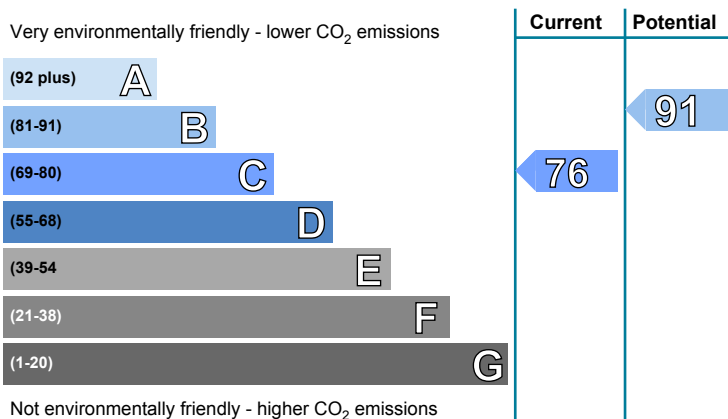 Current Potential
Very environmentally friendly - lower CO2 emissions
(92 plus) A
(81-91) B
91
(69-80) C
76
(55-68) D
(39-54 E
(21-38) F
(1-20) G
Not environmentally friendly - higher CO2 emissions